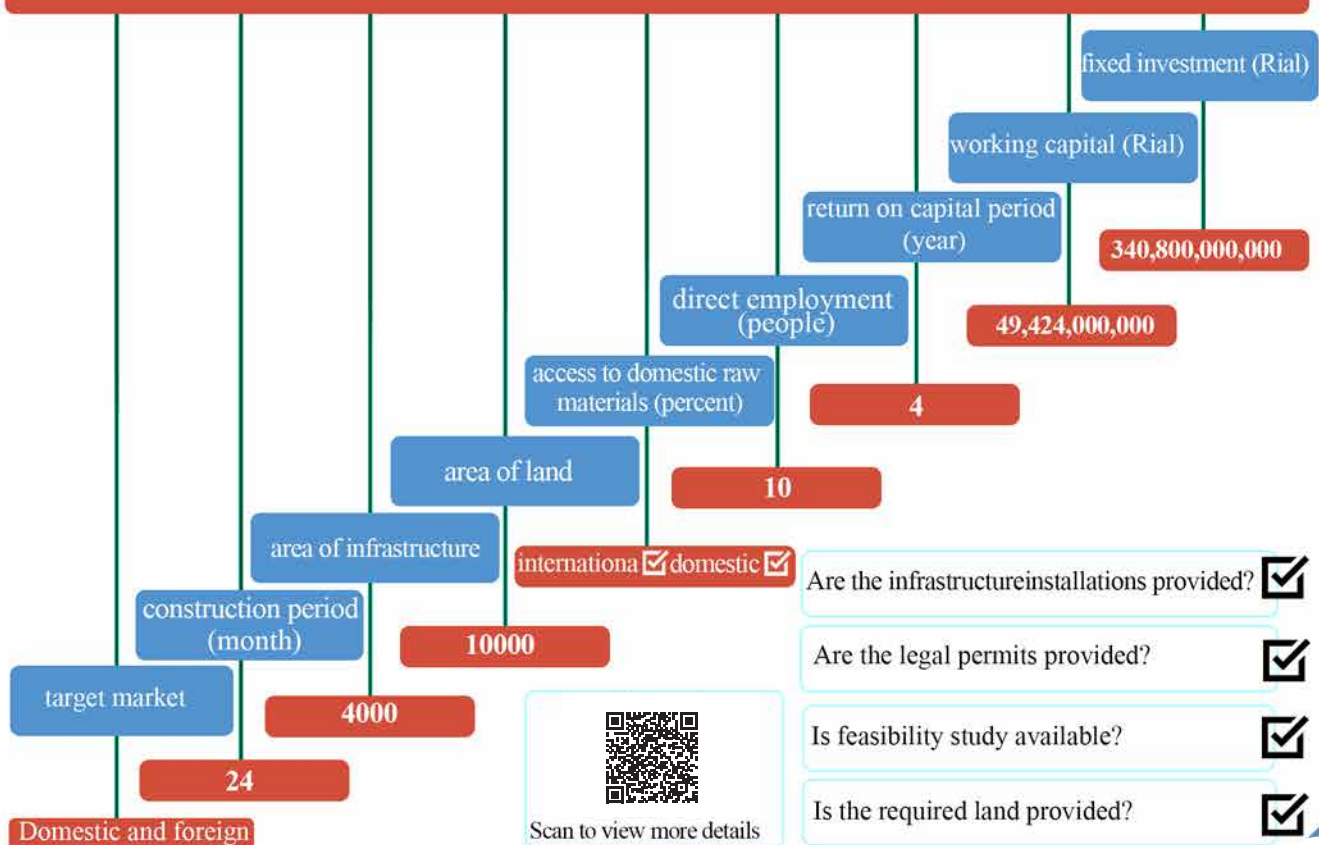 fixed investment (Rial)
340,800,000,000
working capital (Rial)
49,424,000,000
return on capital period
(year)
4
direct employment
(people)
10
access to domestic raw
materials (percent)
internationa ☑ domestic ☑
area of land
10000
area of infrastructure
4000
construction period
(month)
24
target market
Domestic and foreign
Scan to view more details
Are the infrastructureinstallations provided? ☑
Are the legal permits provided? ☑
Is feasibility study available? ☑
Is the required land provided? ☑